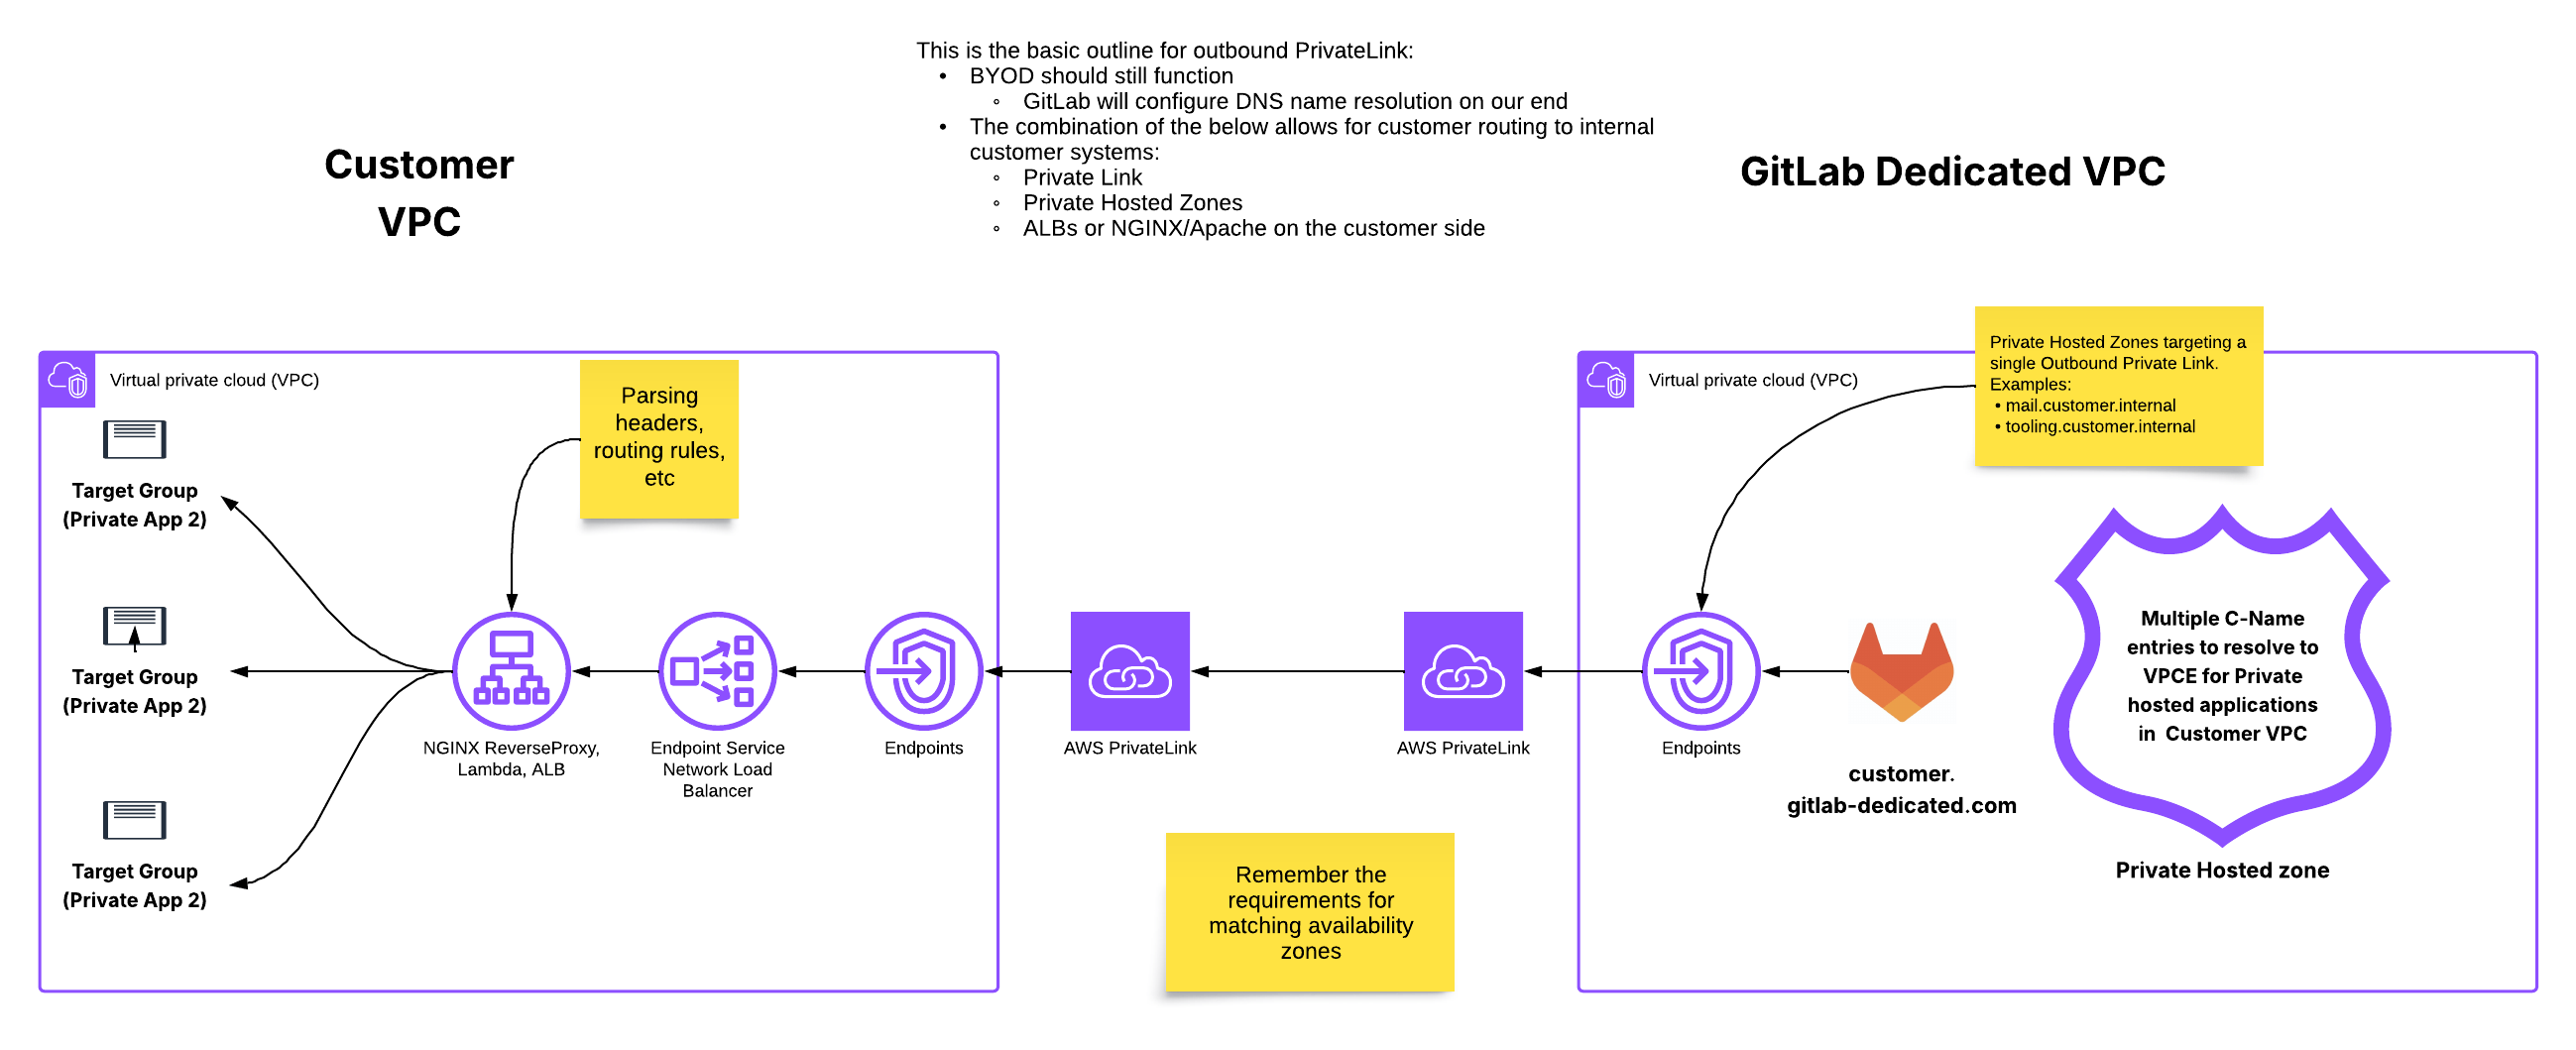 This is the basic outline for outbound PrivateLink:
• BYOD should still function
◦ GitLab will configure DNS name resolution on our end
• The combination of the below allows for customer routing to internal
customer systems:
◦ Private Link
◦ Private Hosted Zones
◦ ALBs or NGINX/Apache on the customer side
Customer
VPC
GitLab Dedicated VPC
Virtual private cloud (VPC)
Parsing
headers,
routing rules,
etc
Target Group
(Private App 2)
Target Group
(Private App 2)
Target Group
(Private App 2)
NGINX ReverseProxy,
Lambda, ALB
Endpoint Service
Network Load
Balancer
Endpoints
AWS PrivateLink
AWS PrivateLink
Remember the
requirements for
matching availability
zones
Virtual private cloud (VPC)
Private Hosted Zones targeting a
single Outbound Private Link.
Examples:
• mail.customer.internal
• tooling.customer.internal
Endpoints
customer.
gitlab-dedicated.com
Multiple C-Name
entries to resolve to
VPCE for Private
hosted applications
in Customer VPC
Private Hosted zone